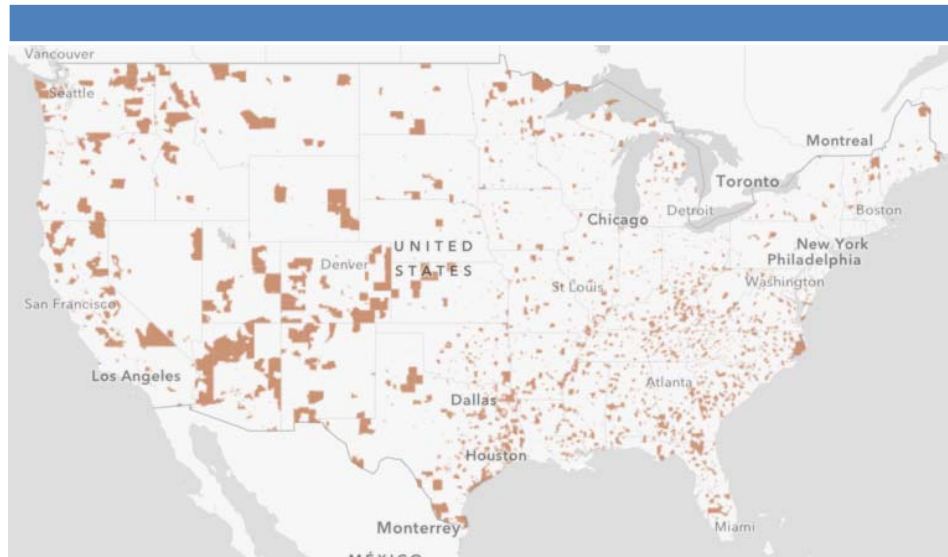 Vancouver
Seattle
Montreal
Toronto
Chicago
Detroit
Boston
UNITED
STATES
Denver
New York
Philadelphia
Washington
St Louis
San Francisco
Los Angeles
Atlanta
Dallas
Houston
Miami
Monterrey
MÉXICO